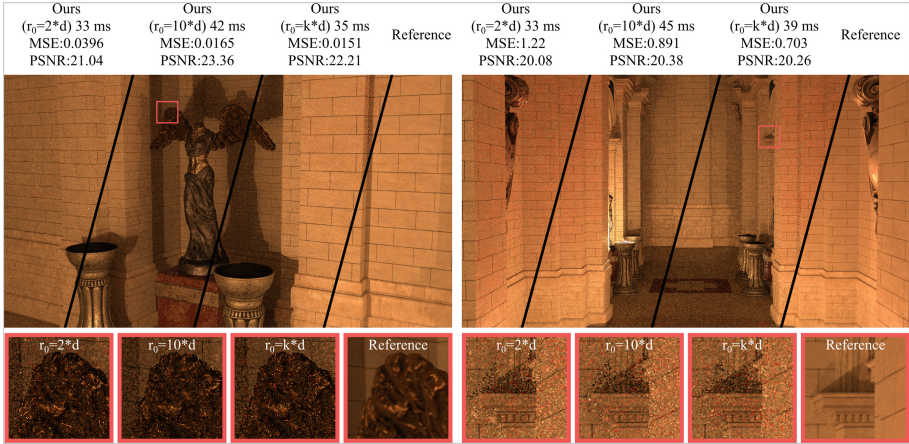 Ours
(r₀=2*d) 33 ms
MSE:0.0396
PSNR:21.04
Ours
(r₀=10*d) 42 ms
MSE:0.0165
PSNR:23.36
Ours
(r₀=k*d) 35 ms
MSE:0.0151
PSNR:22.21
Reference
Ours
(r₀=2*d) 33 ms
MSE:1.22
PSNR:20.08
Ours
(r₀=10*d) 45 ms
MSE:0.891
PSNR:20.38
Ours
(r₀=k*d) 39 ms
MSE:0.703
PSNR:20.26
Reference
r₀=2*d
r₀=10*d
r₀=k*d
Reference
r₀=2*d
r₀=10*d
r₀=k*d
Reference